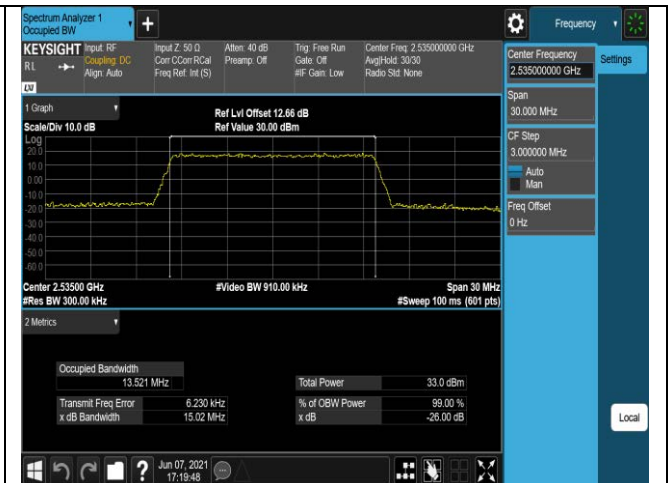 Spectrum Analyzer 1
Occupied BW
+
Frequency
KEYSIGHT
RL
Input: RF
Coupling: DC
Align: Auto
Input Z: 50 Ω
Corr CCorr RCal
Freq Ref: Int (S)
Atten: 40 dB
Preamp: Off
Trig: Free Run
Gate: Off
#IF Gain: Low
Center Freq: 2.535000000 GHz
Avg|Hold: 30/30
Radio Std: None
LXI
Center Frequency
2.535000000 GHz
Settings
Span
30.000 MHz
CF Step
3.000000 MHz
Auto
Man
Freq Offset
0 Hz
1 Graph
Scale/Div 10.0 dB
Ref Lvl Offset 12.66 dB
Ref Value 30.00 dBm
Log
20.0
10.0
0.00
-10.0
-20.0
-30.0
-40.0
-50.0
-60.0
Center 2.53500 GHz
#Video BW 910.00 kHz
Span 30 MHz
#Res BW 300.00 kHz
#Sweep 100 ms (601 pts)
2 Metrics
Occupied Bandwidth
13.521 MHz
Total Power 33.0 dBm
Transmit Freq Error 6.230 kHz
% of OBW Power 99.00 %
x dB Bandwidth 15.02 MHz
x dB -26.00 dB
Local
?
Jun 07, 2021
17:19:48